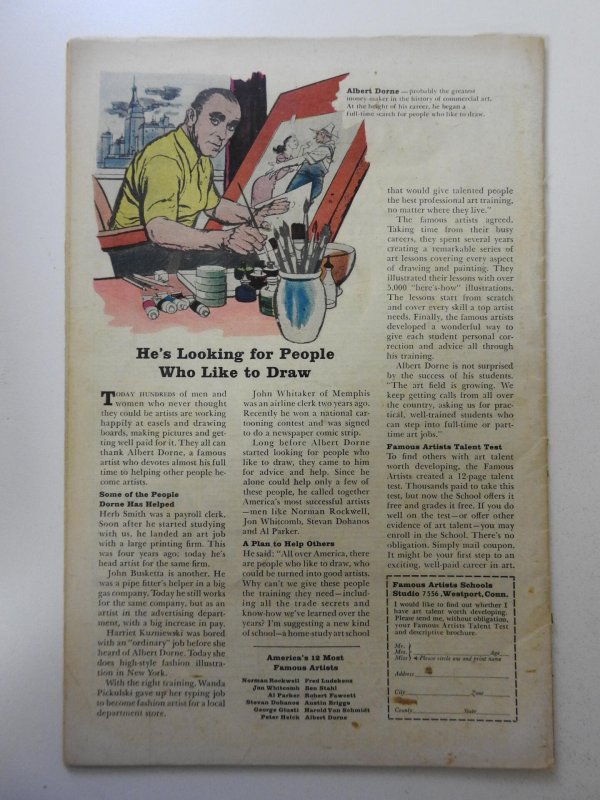 Albert Dorne — probably the greatest
money-maker in the history of commercial art.
At the height of his career, he began a
full-time search for people who like to draw.
He's Looking for People
Who Like to Draw
TODAY HUNDREDS of men and
women who never thought
they could be artists are working
happily at easels and drawing
boards, making pictures and get-
ting well paid for it. They all can
thank Albert Dorne, a famous
artist who devotes almost his full
time to helping other people be-
come artists.
Some of the People
Dorne Has Helped
Herb Smith was a payroll clerk.
Soon after he started studying
with us, he landed an art job
with a large printing firm. This
was four years ago; today he's
head artist for the same firm.
John Busketta is another. He
was a pipe fitter's helper in a big
gas company. Today he still works
for the same company, but as an
artist in the advertising depart-
ment, with a big increase in pay.
Harriet Kuzniewski was bored
with an "ordinary" job before she
heard of Albert Dorne. Today she
does high-style fashion illustra-
tion in New York.
With the right training, Wanda
Pickulski gave up her typing job
to become fashion artist for a local
department store.
John Whitaker of Memphis
was an airline clerk two years ago.
Recently he won a national car-
tooning contest and was signed
to do a newspaper comic strip.
Long before Albert Dorne
started looking for people who
like to draw, they came to him
for advice and help. Since he
alone could help only a few of
these people, he called together
America's most successful artists
—men like Norman Rockwell,
Jon Whitcomb, Stevan Dohanos
and Al Parker.
A Plan to Help Others
He said: "All over America, there
are people who like to draw, who
could be turned into good artists.
Why can't we give these people
the training they need—includ-
ing all the trade secrets and
know-how we've learned over the
years? I'm suggesting a new kind
of school—a home-study art school
America's 12 Most
Famous Artists
Norman Rockwell Fred Ludekens
Jon Whitcomb Ben Stahl
Al Parker Robert Fawcett
Stevan Dohanos Austin Briggs
George Giusti Harold Von Schmidt
Peter Helck Albert Dorne
that would give talented people
the best professional art training,
no matter where they live."
The famous artists agreed.
Taking time from their busy
careers, they spent several years
creating a remarkable series of
art lessons covering every aspect
of drawing and painting. They
illustrated their lessons with over
5,000 "here's-how" illustrations.
The lessons start from scratch
and cover every skill a top artist
needs. Finally, the famous artists
developed a wonderful way to
give each student personal cor-
rection and advice all through
his training.
Albert Dorne is not surprised
by the success of his students.
"The art field is growing. We
keep getting calls from all over
the country, asking us for prac-
tical, well-trained students who
can step into full-time or part-
time art jobs."
Famous Artists Talent Test
To find others with art talent
worth developing, the Famous
Artists created a 12-page talent
test. Thousands paid to take this
test, but now the School offers it
free and grades it free. If you do
well on the test—or offer other
evidence of art talent—you may
enroll in the School. There's no
obligation. Simply mail coupon.
It might be your first step to an
exciting, well-paid career in art.
Famous Artists Schools
Studio 7556, Westport, Conn.
I would like to find out whether I
have art talent worth developing.
Please send me, without obligation,
your Famous Artists Talent Test
and descriptive brochure.
Mr.
Mrs. Age
Miss Please circle one and print name
Address
City Zone
County State